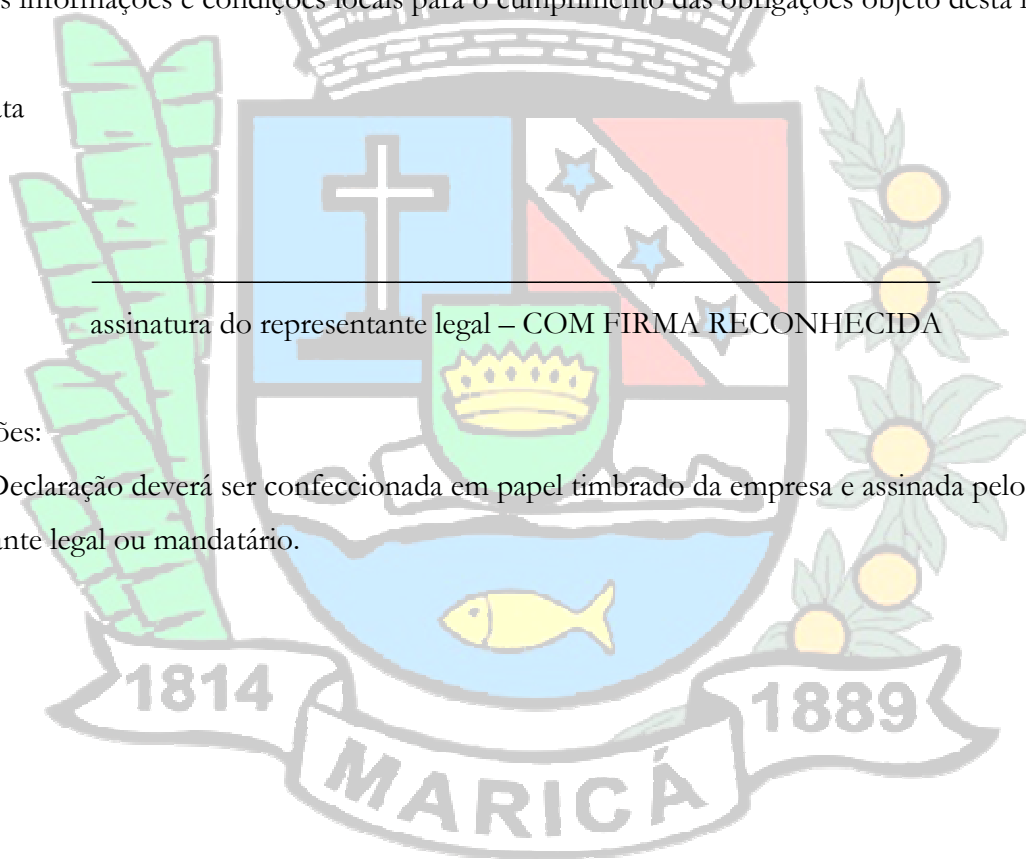 s informações e condições locais para o cumprimento das obrigações objeto desta
ta
assinatura do representante legal – COM FIRMA RECONHECIDA
ões:
Declaração deverá ser confeccionada em papel timbrado da empresa e assinada pelo
ante legal ou mandatário.
1814
1889
MARICÁ